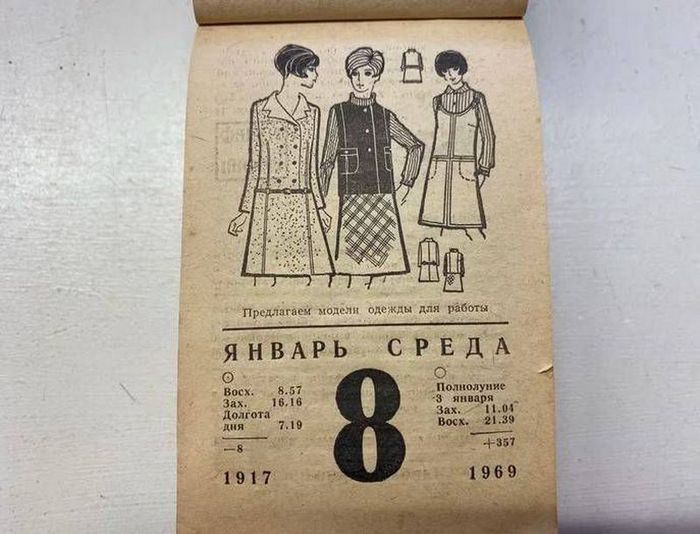 Предлагаем модели одежды для работы
ЯНВАРЬ СРЕДА
Восх. 8.57
Зах. 16.16
Долгота
дня 7.19
—8
1917
8
Полнолуние
3 января
Зах. 11.04
Восх. 21.39
+357
1969